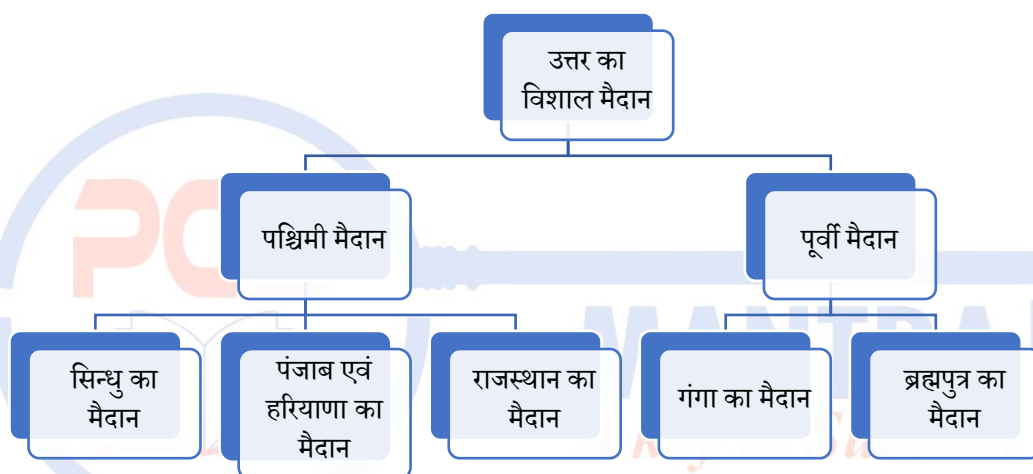 उत्तर का
विशाल मैदान
पश्चिमी मैदान
पूर्वी मैदान
सिन्धु का
मैदान
पंजाब एवं
हरियाणा का
मैदान
राजस्थान का
मैदान
गंगा का मैदान
ब्रह्मपुत्र का
मैदान